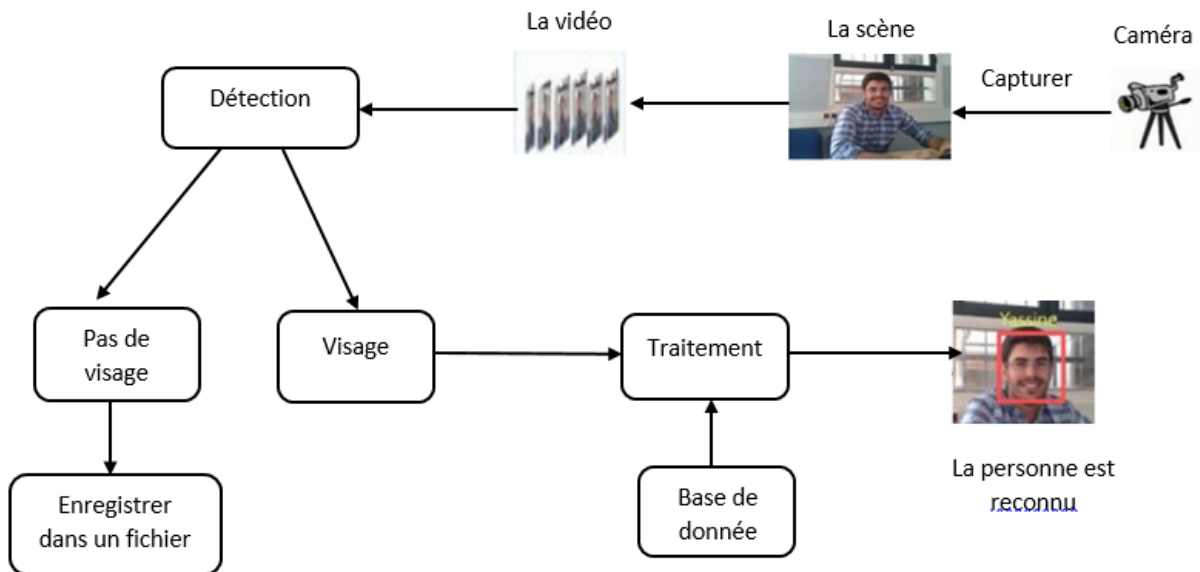 La vidéo
La scène
Caméra
Capturer
Détection
Pas de
visage
Visage
Traitement
Yassine
Enregistrer
dans un fichier
Base de
donnée
La personne est
reconnu